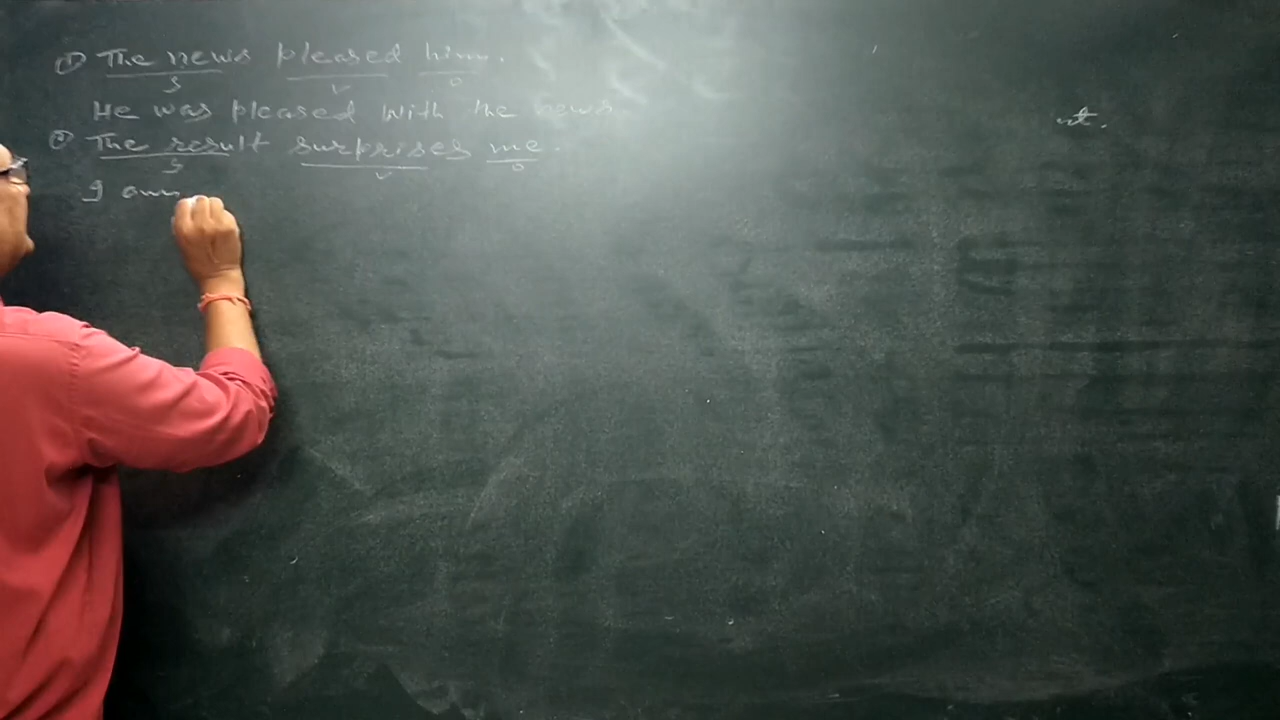 ① The news pleased him.
S V O
He was pleased with the news.
② The result surprises me.
S V O
I am